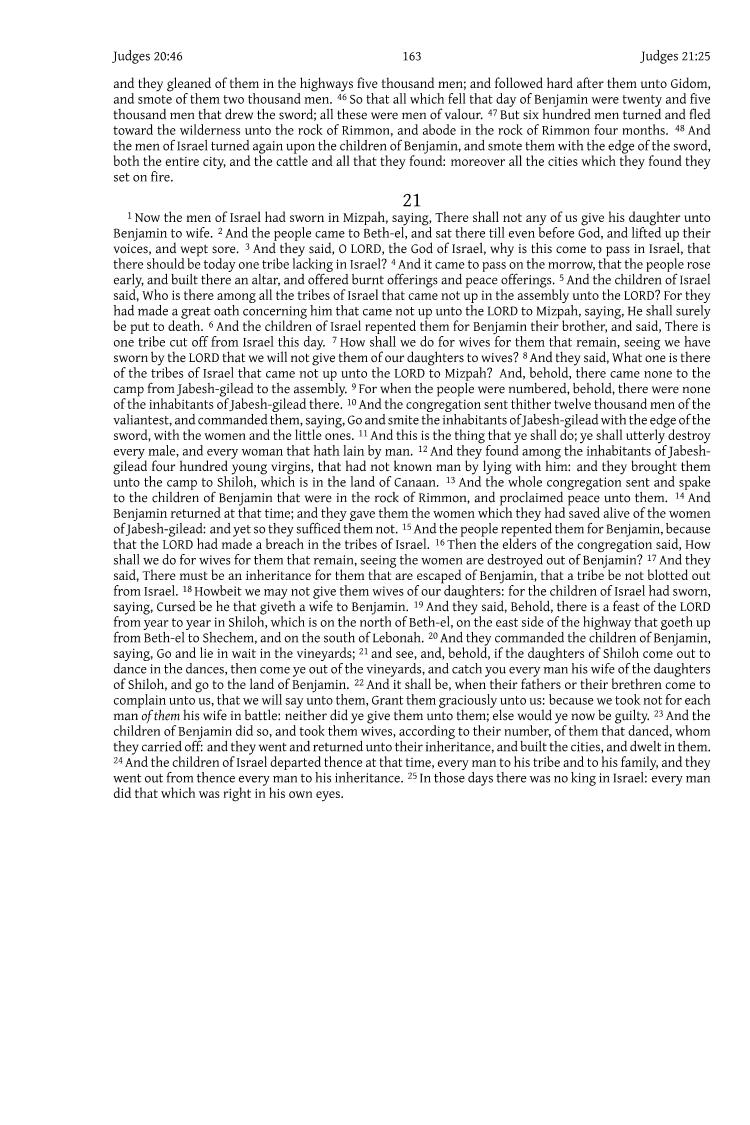 Judges 20:46 163 Judges 21:25
and they gleaned of them in the highways five thousand men; and followed hard after them unto Gidom,
and smote of them two thousand men. 46 So that all which fell that day of Benjamin were twenty and five
thousand men that drew the sword; all these were men of valour. 47 But six hundred men turned and fled
toward the wilderness unto the rock of Rimmon, and abode in the rock of Rimmon four months. 48 And
the men of Israel turned again upon the children of Benjamin, and smote them with the edge of the sword,
both the entire city, and the cattle and all that they found: moreover all the cities which they found they
set on fire.
21
1 Now the men of Israel had sworn in Mizpah, saying, There shall not any of us give his daughter unto
Benjamin to wife. 2 And the people came to Beth-el, and sat there till even before God, and lifted up their
voices, and wept sore. 3 And they said, O LORD, the God of Israel, why is this come to pass in Israel, that
there should be today one tribe lacking in Israel? 4 And it came to pass on the morrow, that the people rose
early, and built there an altar, and offered burnt offerings and peace offerings. 5 And the children of Israel
said, Who is there among all the tribes of Israel that came not up in the assembly unto the LORD? For they
had made a great oath concerning him that came not up unto the LORD to Mizpah, saying, He shall surely
be put to death. 6 And the children of Israel repented them for Benjamin their brother, and said, There is
one tribe cut off from Israel this day. 7 How shall we do for wives for them that remain, seeing we have
sworn by the LORD that we will not give them of our daughters to wives? 8 And they said, What one is there
of the tribes of Israel that came not up unto the LORD to Mizpah? And, behold, there came none to the
camp from Jabesh-gilead to the assembly. 9 For when the people were numbered, behold, there were none
of the inhabitants of Jabesh-gilead there. 10 And the congregation sent thither twelve thousand men of the
valiantest, and commanded them, saying, Go and smite the inhabitants of Jabesh-gilead with the edge of the
sword, with the women and the little ones. 11 And this is the thing that ye shall do; ye shall utterly destroy
every male, and every woman that hath lain by man. 12 And they found among the inhabitants of Jabesh-
gilead four hundred young virgins, that had not known man by lying with him: and they brought them
unto the camp to Shiloh, which is in the land of Canaan. 13 And the whole congregation sent and spake
to the children of Benjamin that were in the rock of Rimmon, and proclaimed peace unto them. 14 And
Benjamin returned at that time; and they gave them the women which they had saved alive of the women
of Jabesh-gilead: and yet so they sufficed them not. 15 And the people repented them for Benjamin, because
that the LORD had made a breach in the tribes of Israel. 16 Then the elders of the congregation said, How
shall we do for wives for them that remain, seeing the women are destroyed out of Benjamin? 17 And they
said, There must be an inheritance for them that are escaped of Benjamin, that a tribe be not blotted out
from Israel. 18 Howbeit we may not give them wives of our daughters: for the children of Israel had sworn,
saying, Cursed be he that giveth a wife to Benjamin. 19 And they said, Behold, there is a feast of the LORD
from year to year in Shiloh, which is on the north of Beth-el, on the east side of the highway that goeth up
from Beth-el to Shechem, and on the south of Lebonah. 20 And they commanded the children of Benjamin,
saying, Go and lie in wait in the vineyards; 21 and see, and, behold, if the daughters of Shiloh come out to
dance in the dances, then come ye out of the vineyards, and catch you every man his wife of the daughters
of Shiloh, and go to the land of Benjamin. 22 And it shall be, when their fathers or their brethren come to
complain unto us, that we will say unto them, Grant them graciously unto us: because we took not for each
man of them his wife in battle: neither did ye give them unto them; else would ye now be guilty. 23 And the
children of Benjamin did so, and took them wives, according to their number, of them that danced, whom
they carried off: and they went and returned unto their inheritance, and built the cities, and dwelt in them.
24 And the children of Israel departed thence at that time, every man to his tribe and to his family, and they
went out from thence every man to his inheritance. 25 In those days there was no king in Israel: every man
did that which was right in his own eyes.